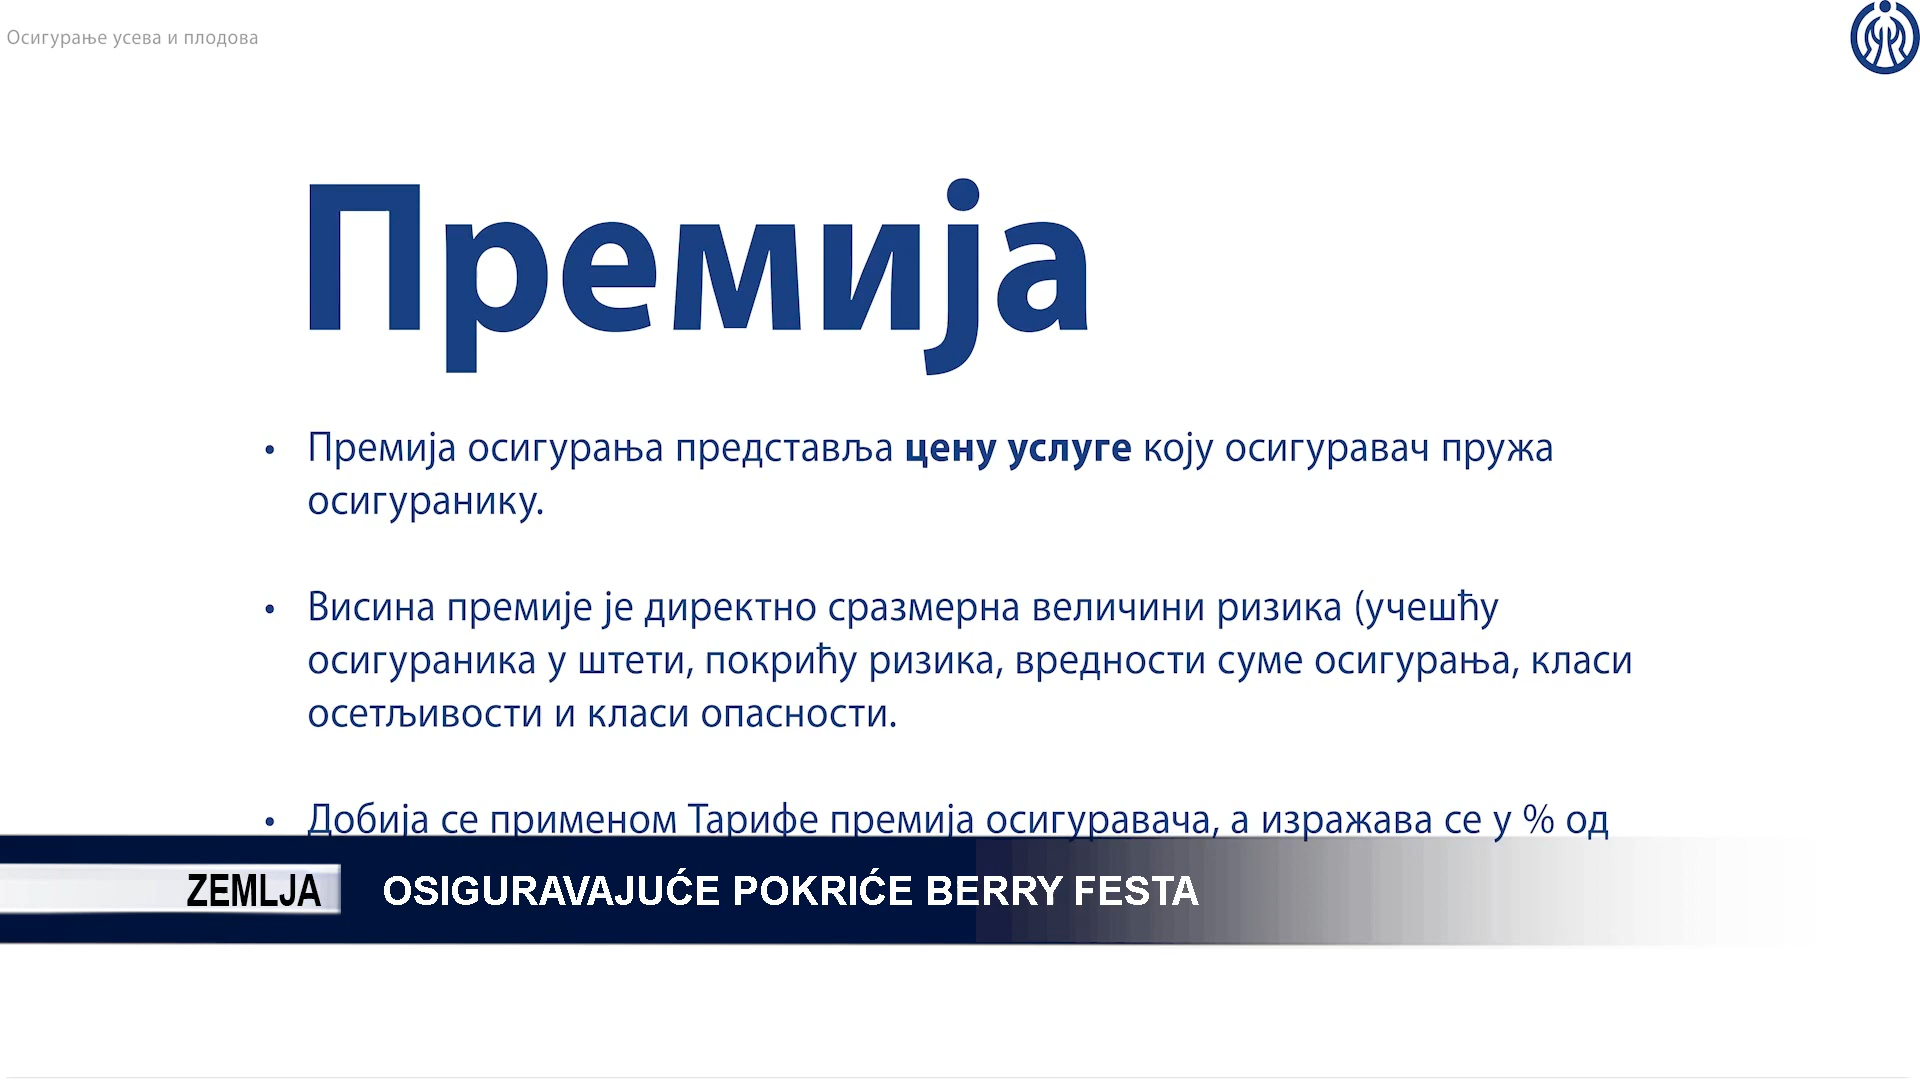 Осигурање усева и плодова
Премија
• Премија осигурања представља цену услуге коју осигуравач пружа
осигуранику.
• Висина премије је директно сразмерна величини ризика (учешћу
осигураника у штети, покрићу ризика, вредности суме осигурања, класи
осетљивости и класи опасности.
• Добија се применом Тарифе премија осигуравача, а изражава се у % од
ZEMLJA OSIGURAVAJUĆE POKRIĆE BERRY FESTA